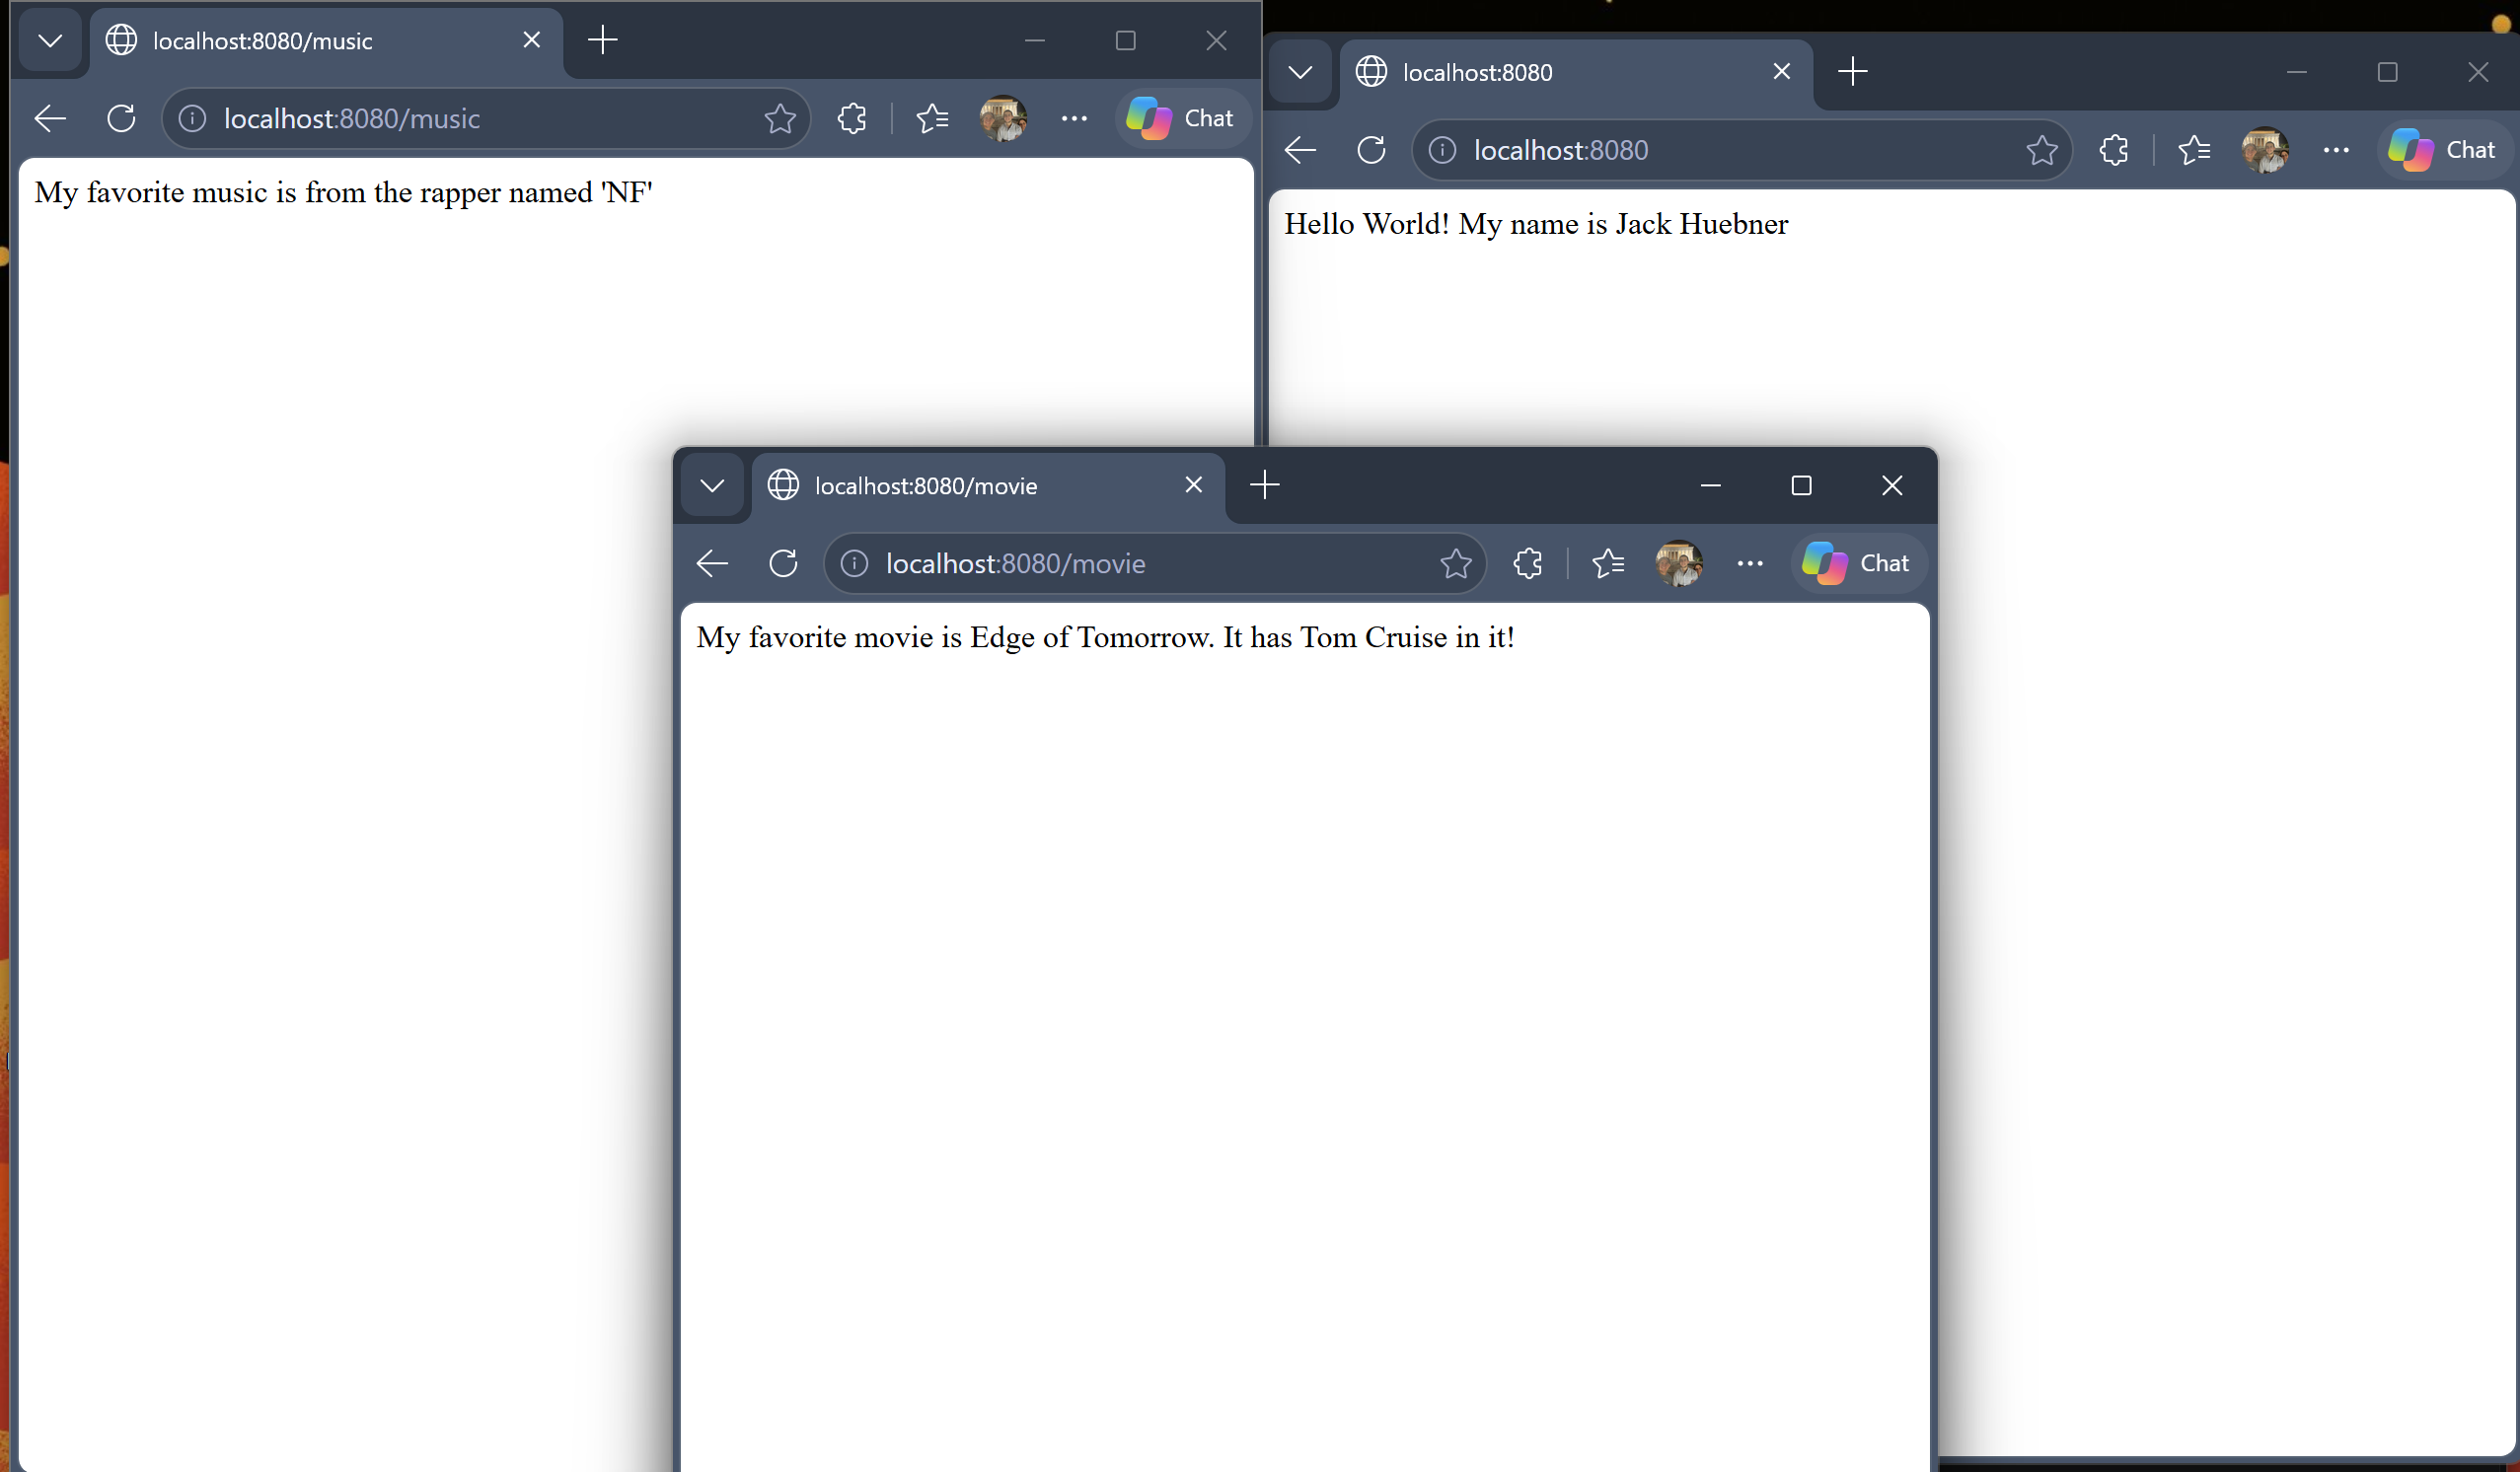 localhost:8080/music
localhost:8080/music
Chat
My favorite music is from the rapper named 'NF'
localhost:8080
localhost:8080
Chat
Hello World! My name is Jack Huebner
localhost:8080/movie
localhost:8080/movie
Chat
My favorite movie is Edge of Tomorrow. It has Tom Cruise in it!